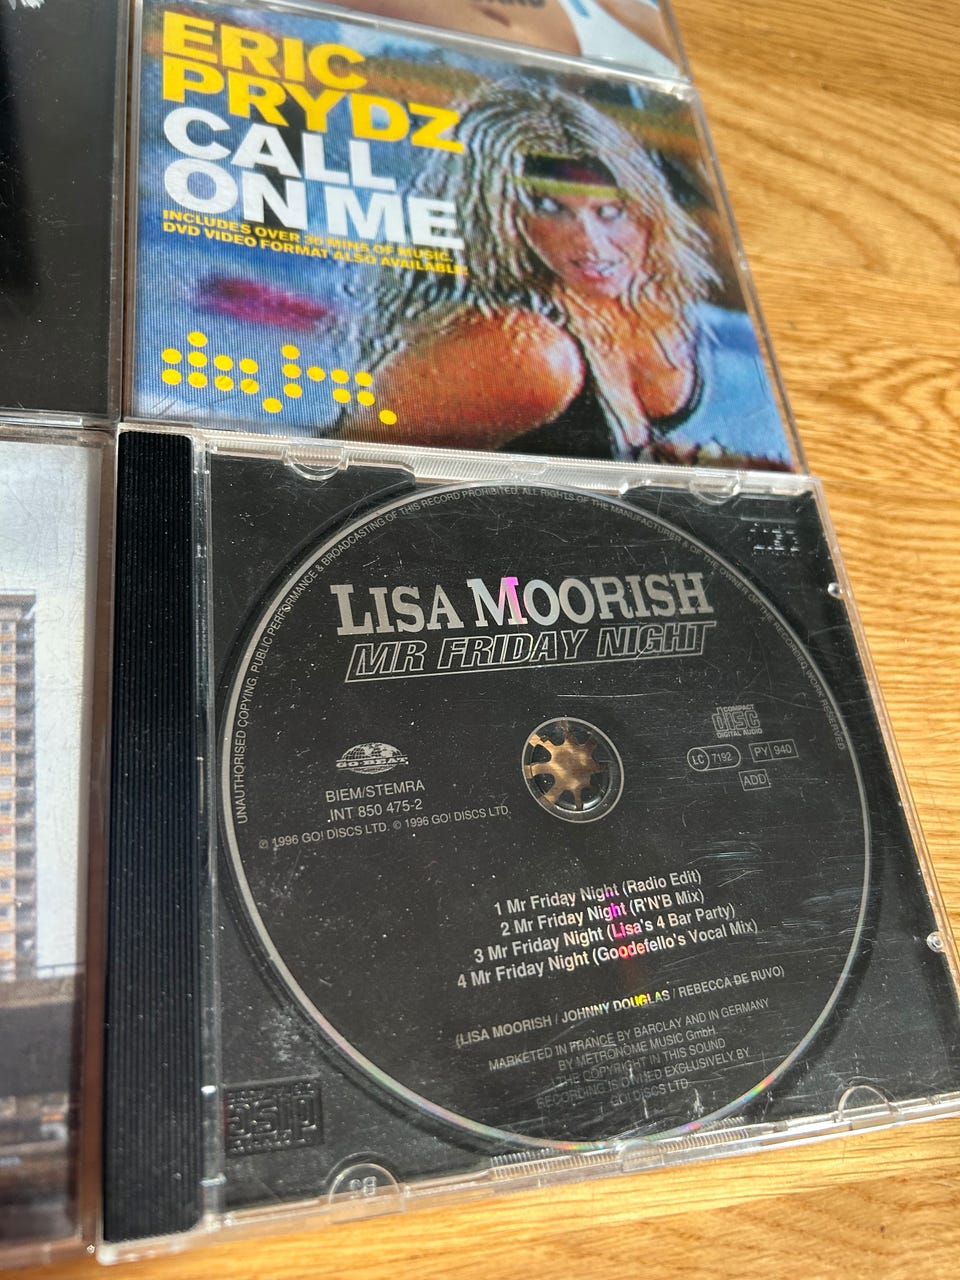 ERIC
PRYDZ
CALL
ON ME
INCLUDES OVER 30 MINS OF MUSIC.
DVD VIDEO FORMAT ALSO AVAILABLE!
UNAUTHORISED COPYING, PUBLIC PERFORMANCE & BROADCASTING OF THIS RECORD PROHIBITED. ALL RIGHTS OF THE MANUFACTURER & OF THE OWNER OF THE RECORDED WORK RESERVED
LISA MOORISH
MR FRIDAY NIGHT
COMPACT
disc
DIGITAL AUDIO
GO·BEAT
LC 7192
PY 940
ADD
BIEM/STEMRA
INT 850 475-2
℗ 1996 GO! DISCS LTD. © 1996 GO! DISCS LTD.
1 Mr Friday Night (Radio Edit)
2 Mr Friday Night (R'N'B Mix)
3 Mr Friday Night (Lisa's 4 Bar Party)
4 Mr Friday Night (Goodefello's Vocal Mix)
(LISA MOORISH / JOHNNY DOUGLAS / REBECCA DE RUVO)
MARKETED IN FRANCE BY BARCLAY AND IN GERMANY
BY METRONOME MUSIC GmbH
THE COPYRIGHT IN THIS SOUND
RECORDING IS OWNED EXCLUSIVELY BY
GO! DISCS LTD.